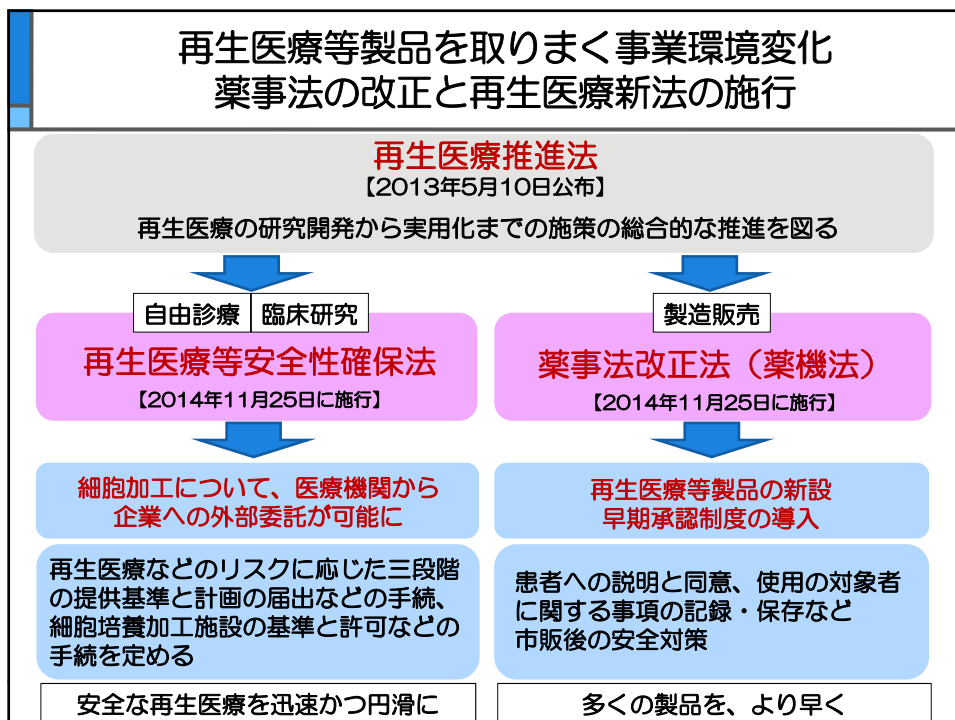 再生医療等製品を取りまく事業環境変化
薬事法の改正と再生医療新法の施行
再生医療推進法
【2013年5月10日公布】
再生医療の研究開発から実用化までの施策の総合的な推進を図る
自由診療 臨床研究
再生医療等安全性確保法
【2014年11月25日に施行】
細胞加工について、医療機関から
企業への外部委託が可能に
再生医療などのリスクに応じた三段階
の提供基準と計画の届出などの手続、
細胞培養加工施設の基準と許可などの
手続を定める
安全な再生医療を迅速かつ円滑に
製造販売
薬事法改正法（薬機法）
【2014年11月25日に施行】
再生医療等製品の新設
早期承認制度の導入
患者への説明と同意、使用の対象者
に関する事項の記録・保存など
市販後の安全対策
多くの製品を、より早く